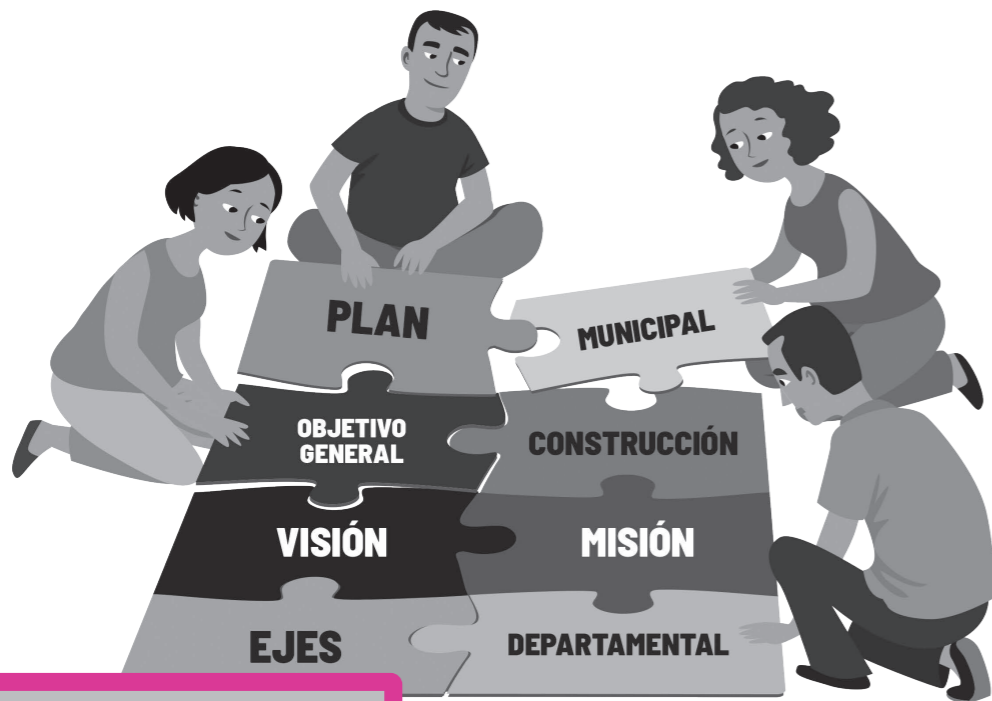 PLAN
MUNICIPAL
OBJETIVO
GENERAL
CONSTRUCCIÓN
VISIÓN
MISIÓN
EJES
DEPARTAMENTAL